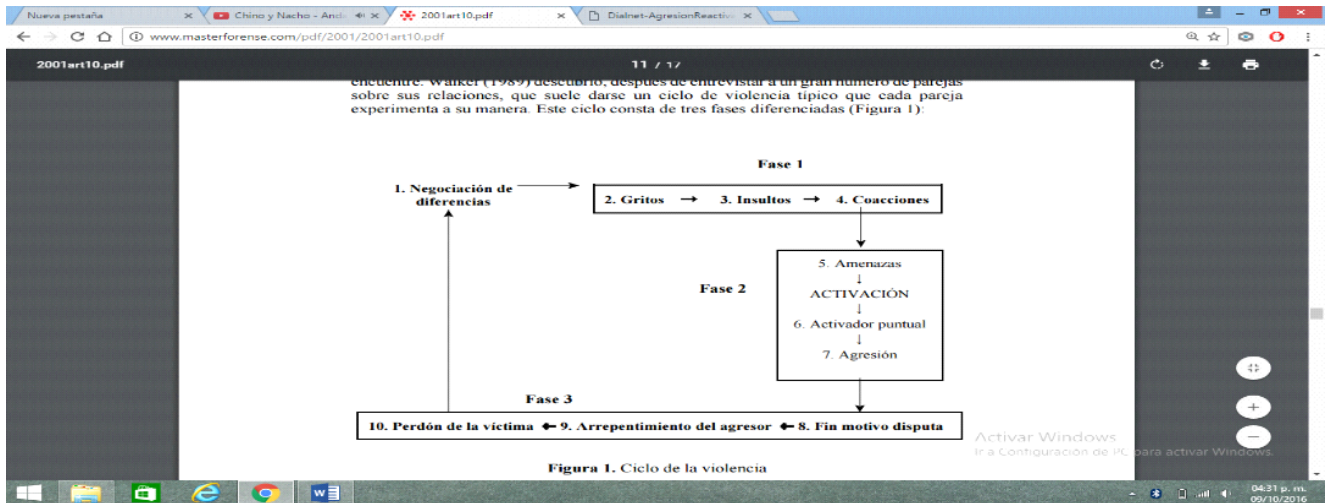 Nueva pestaña
Chino y Nacho - And
2001art10.pdf
Dialnet-AgresionReactiv
www.masterforense.com/pdf/2001/2001art10.pdf
2001art10.pdf
11 / 17
encuentre. Walker (1989) descubrió, después de entrevistar a un gran número de parejas
sobre sus relaciones, que suele darse un ciclo de violencia típico que cada pareja
experimenta a su manera. Este ciclo consta de tres fases diferenciadas (Figura 1):
Fase 1
1. Negociación de
diferencias
2. Gritos → 3. Insultos → 4. Coacciones
Fase 2
5. Amenazas
↓
ACTIVACIÓN
↓
6. Activador puntual
↓
7. Agresión
Fase 3
10. Perdón de la víctima ← 9. Arrepentimiento del agresor ← 8. Fin motivo disputa
Figura 1. Ciclo de la violencia
Activar Windows
Ir a Configuración de PC para activar Windows.
04:31 p. m.
09/10/2016